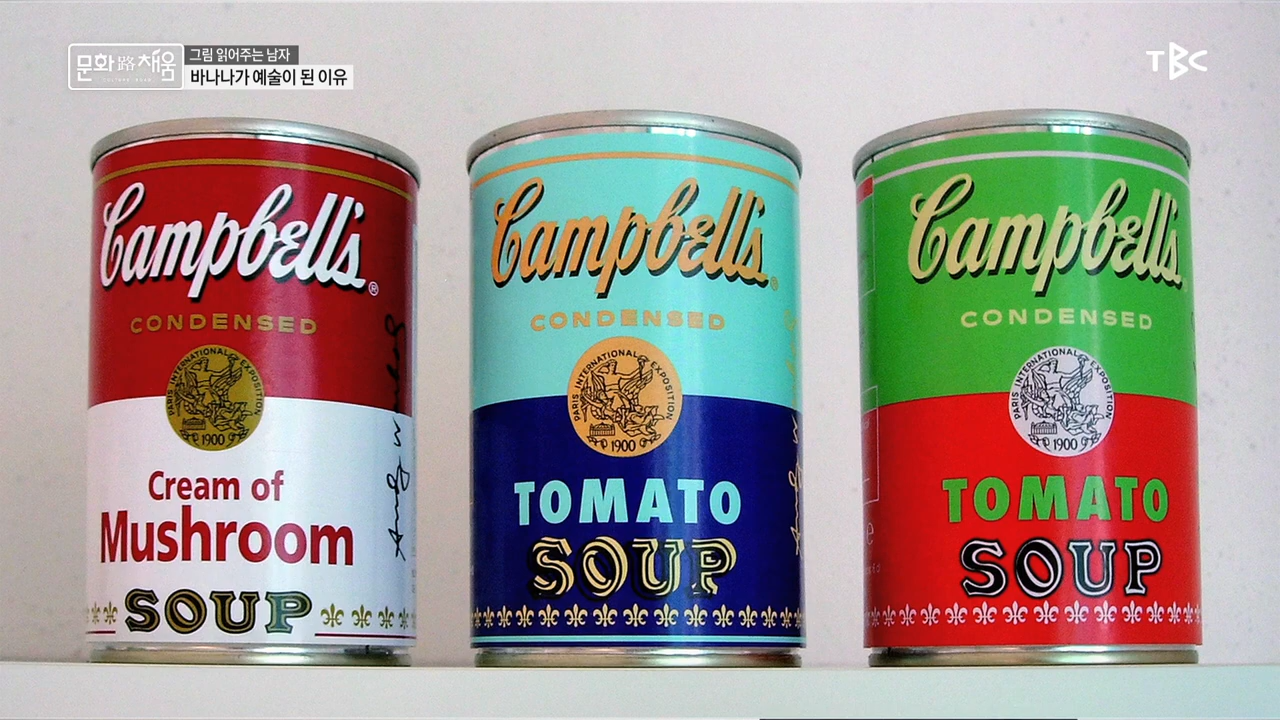 문화路채움
그림 읽어주는 남자
바나나가 예술이 된 이유
TBC
Campbell's®
CONDENSED
PARIS INTERNATIONAL EXPOSITION
1900
Cream of
Mushroom
SOUP
Andy Warhol
Campbell's®
CONDENSED
PARIS INTERNATIONAL EXPOSITION
1900
TOMATO
SOUP
Campbell's
CONDENSED
PARIS INTERNATIONAL EXPOSITION
1900
TOMATO
SOUP